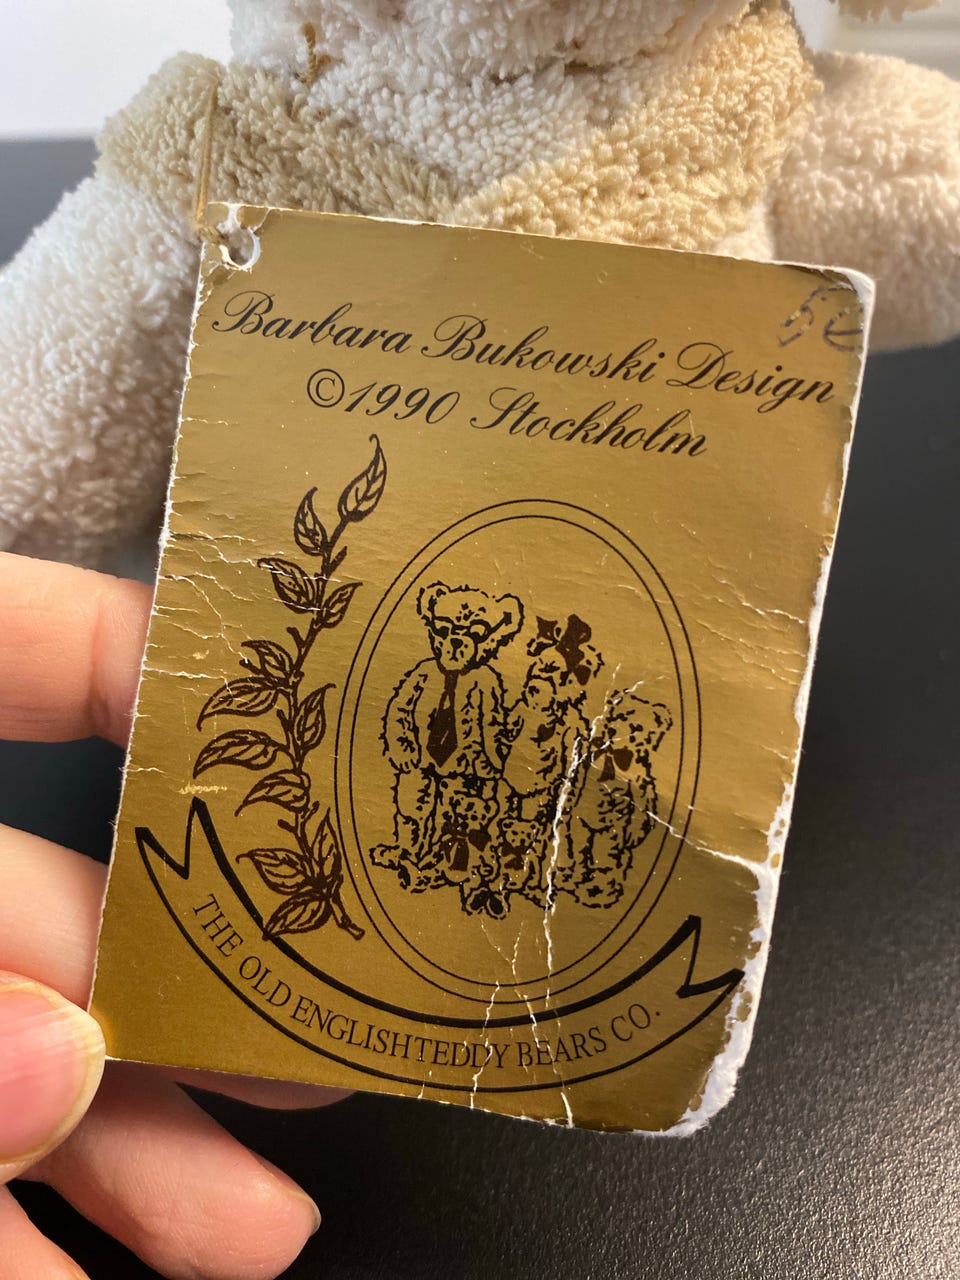 Barbara Bukowski Design
©1990 Stockholm
THE OLD ENGLISH TEDDY BEARS CO.